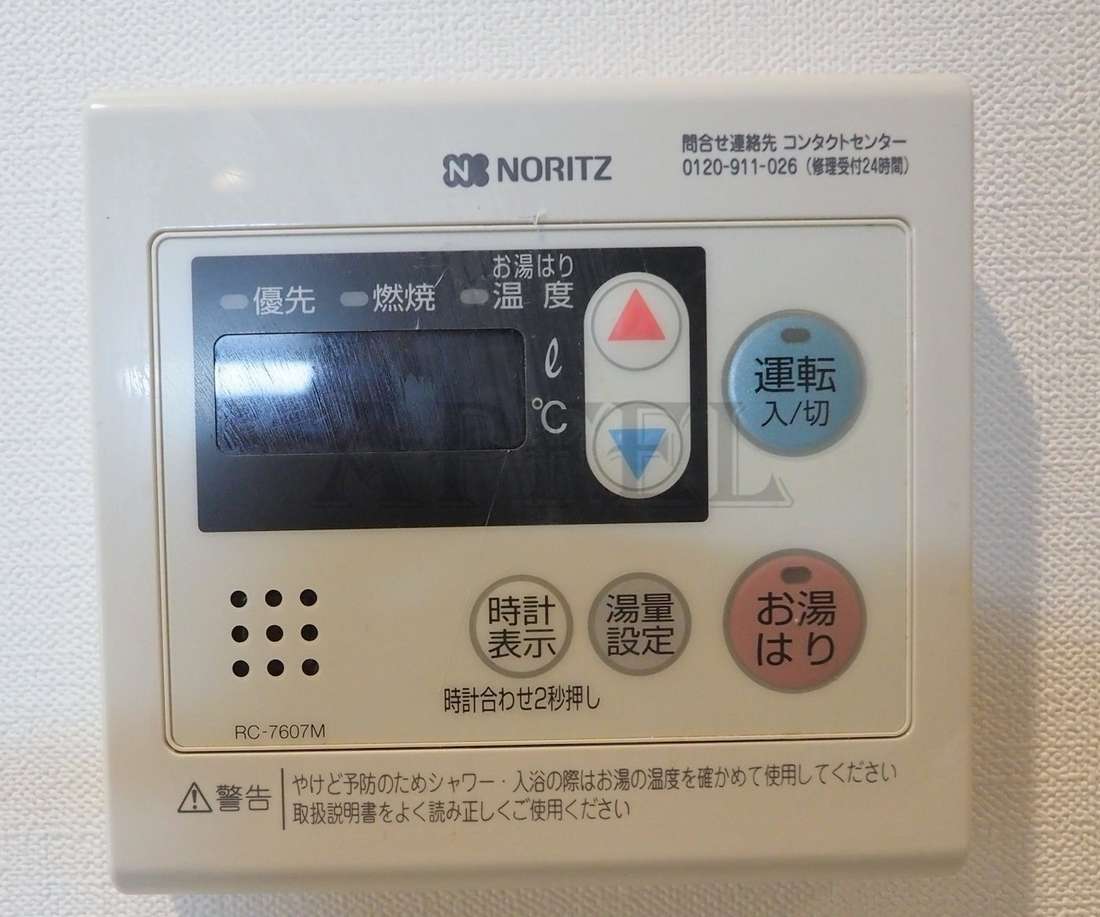 NORITZ
問合せ連絡先 コンタクトセンター
0120-911-026(修理受付24時間)
優先
燃焼
お湯はり
温度
ℓ
℃
運転
入/切
時計
表示
湯量
設定
お湯
はり
時計合わせ2秒押し
RC-7607M
警告
やけど予防のためシャワー・入浴の際はお湯の温度を確かめて使用してください
取扱説明書をよく読み正しくご使用ください